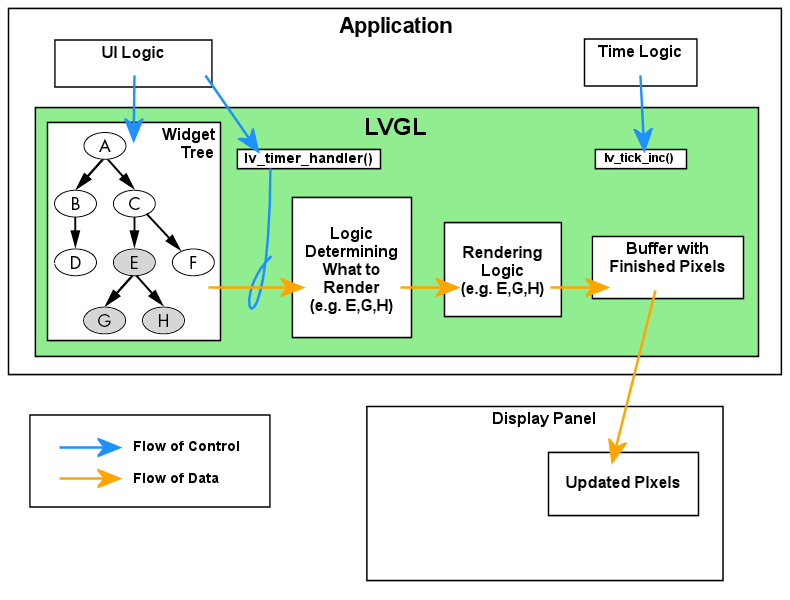 Application
UI Logic
Time Logic
LVGL
Widget
Tree
lv_timer_handler()
lv_tick_inc()
A
B
C
D
E
F
G
H
Logic
Determining
What to
Render
(e.g. E,G,H)
Rendering
Logic
(e.g. E,G,H)
Buffer with
Finished Pixels
Flow of Control
Flow of Data
Display Panel
Updated PIxels